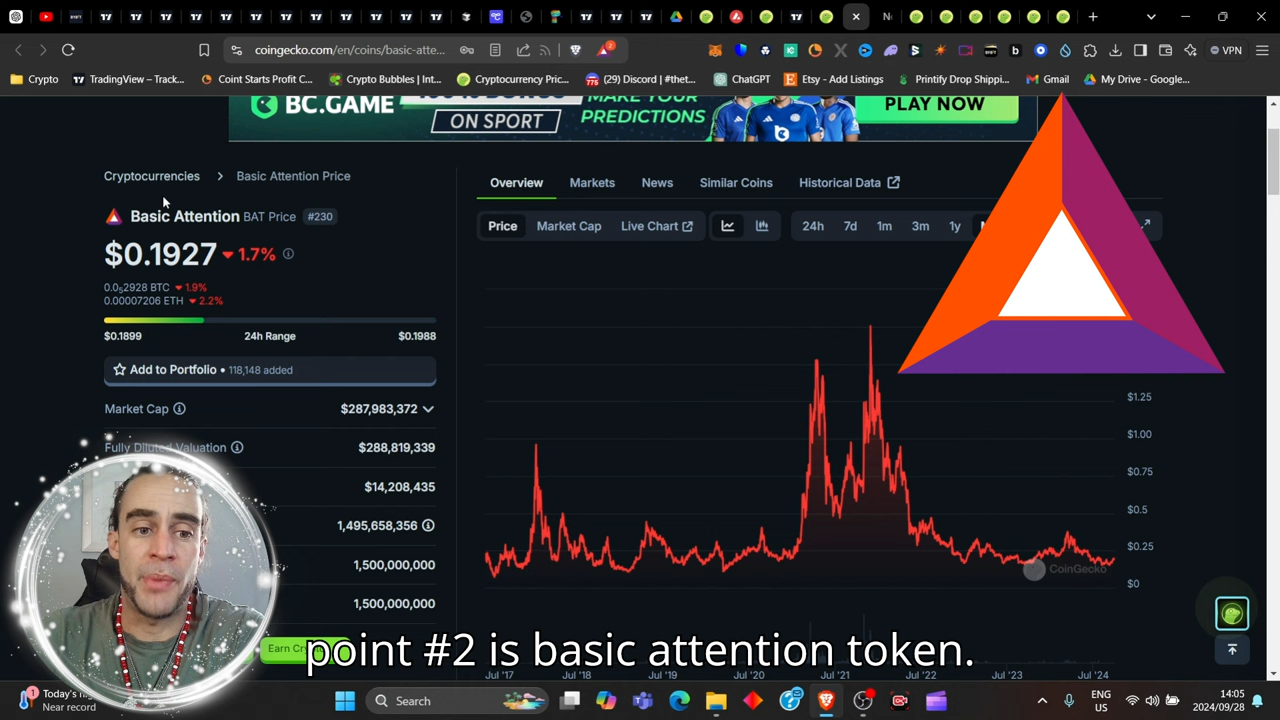 coingecko.com/en/coins/basic-atte...
2
VPN
Crypto
TradingView – Track...
Coint Starts Profit C...
Crypto Bubbles | Int...
Cryptocurrency Pric...
(29) Discord | #thet...
ChatGPT
Etsy - Add Listings
Printify Drop Shippi...
Gmail
My Drive - Google...
BC.GAME
ON SPORT
MAKE YOUR
PREDICTIONS
PLAY NOW
Cryptocurrencies > Basic Attention Price
Basic Attention BAT Price #230
$0.1927 1.7%
0.0₅2928 BTC 1.9%
0.00007206 ETH 2.2%
$0.1899 24h Range $0.1988
Add to Portfolio • 118,148 added
Market Cap $287,983,372
Fully Diluted Valuation $288,819,339
$14,208,435
1,495,658,356
1,500,000,000
1,500,000,000
Overview Markets News Similar Coins Historical Data
Price Market Cap Live Chart 24h 7d 1m 3m 1y
$1.25
$1.00
$0.75
$0.5
$0.25
$0
CoinGecko
Jul '17 Jul '18 Jul '19 Jul '20 Jul '21 Jul '22 Jul '23 Jul '24
point #2 is basic attention token.
1
Near record
Search
ENG
US
14:05
2024/09/28